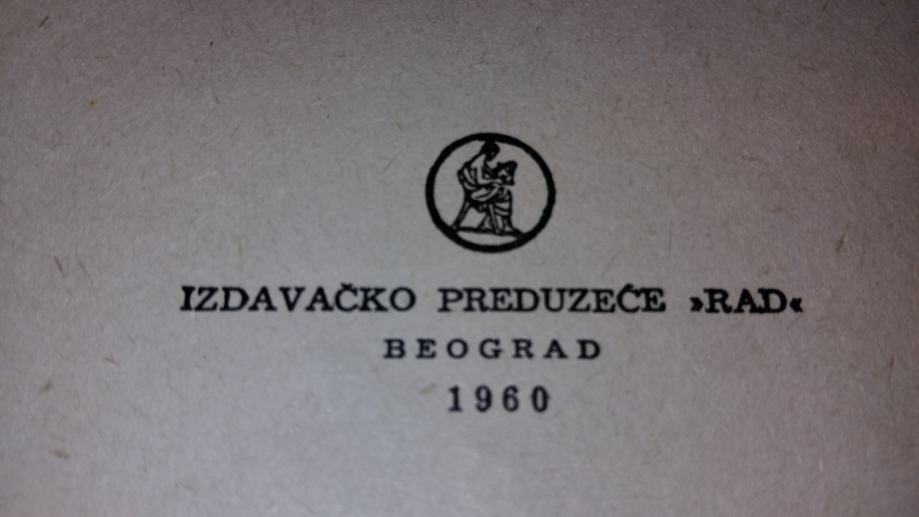 IZDAVAČKO PREDUZEĆE »RAD«
BEOGRAD
1960